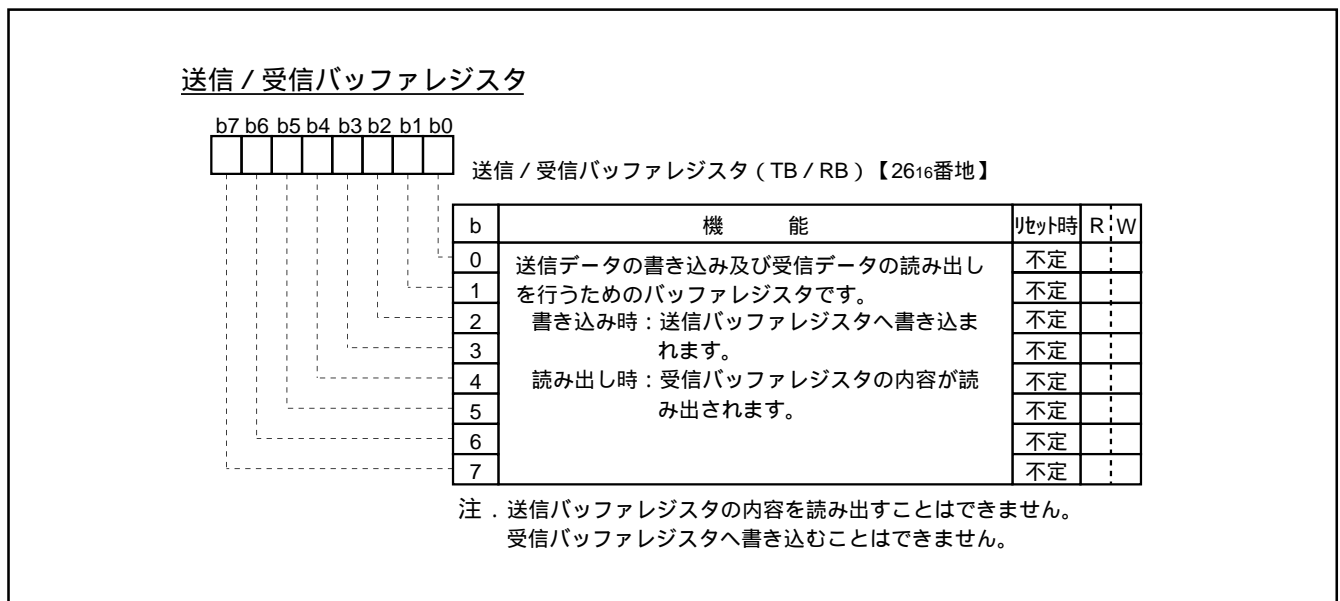 送信 / 受信バッファレジスタ
b7 b6 b5 b4 b3 b2 b1 b0
送信 / 受信バッファレジスタ ( TB / RB ) 【2616番地】
b 機 能 リセット時 R W
0 送信データの書き込み及び受信データの読み出し 不定
1 を行うためのバッファレジスタです。 不定
2 書き込み時 : 送信バッファレジスタへ書き込ま 不定
3 れます。 不定
4 読み出し時 : 受信バッファレジスタの内容が読 不定
5 み出されます。 不定
6 不定
7 不定
注 . 送信バッファレジスタの内容を読み出すことはできません。
受信バッファレジスタへ書き込むことはできません。